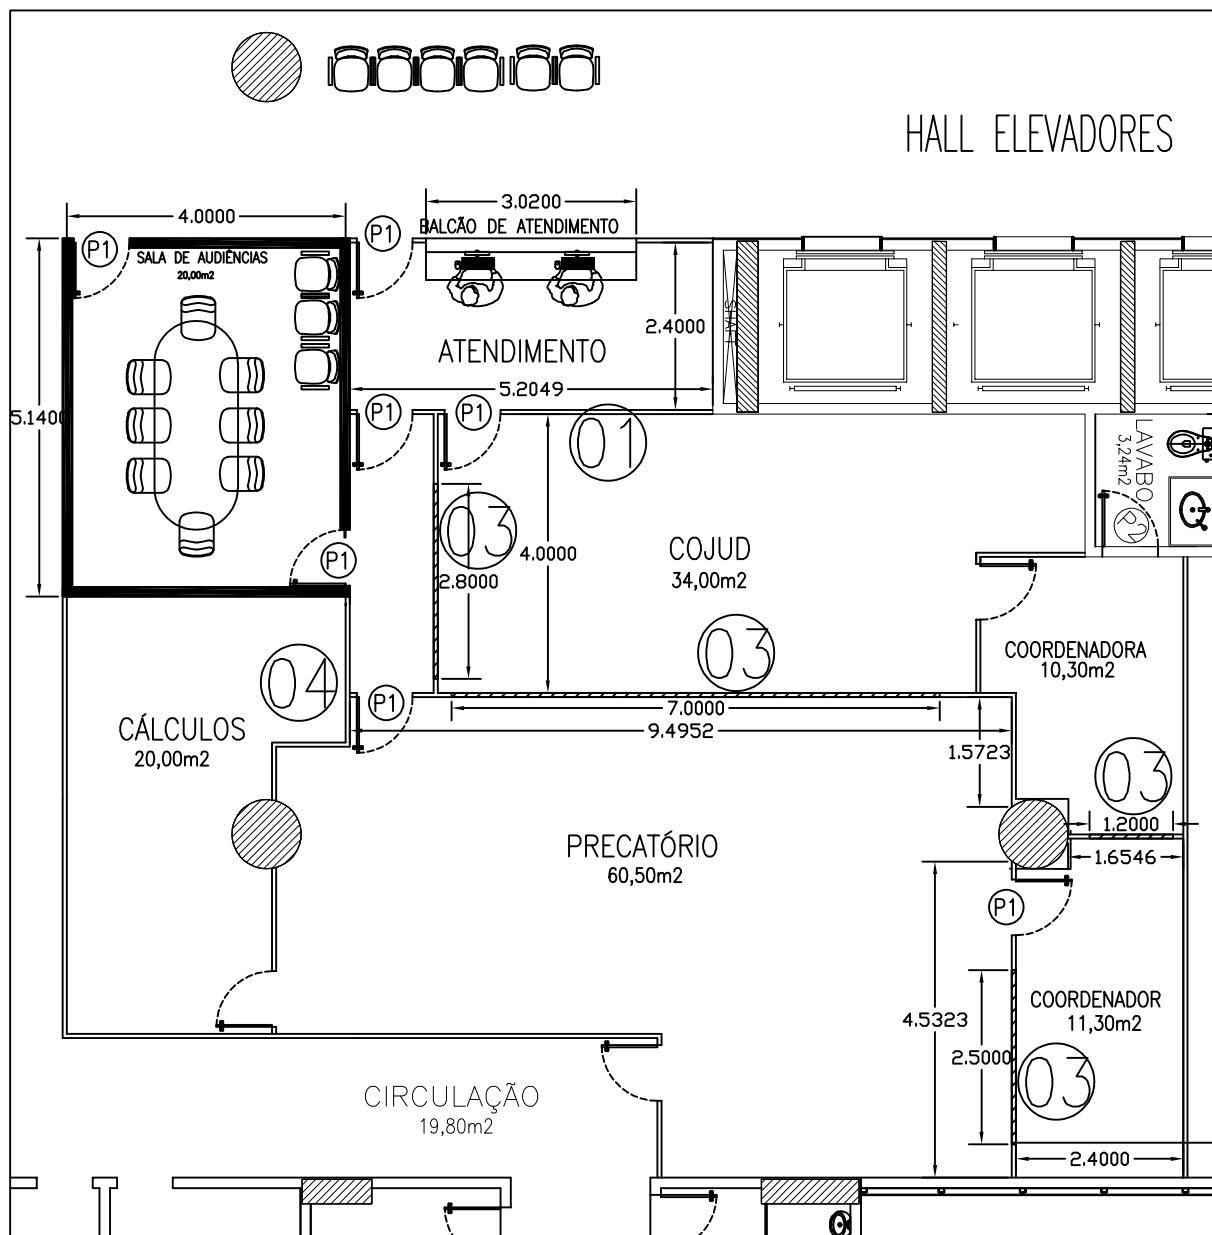 HALL ELEVADORES
3.0200
4.0000
BALCÃO DE ATENDIMENTO
P1
P1
SALA DE AUDIÊNCIAS
20,00m2
2.4000
ATENDIMENTO
5.2049
5.1400
P1
P1
01
LAVABO
3,24m2
P2
03
COJUD
34,00m2
4.0000
P1
2.8000
03
COORDENADORA
10,30m2
04
P1
7.0000
9.4952
CÁLCULOS
20,00m2
1.5723
03
1.2000
PRECATÓRIO
60,50m2
1.6546
P1
COORDENADOR
11,30m2
4.5323
2.5000
03
CIRCULAÇÃO
19,80m2
2.4000